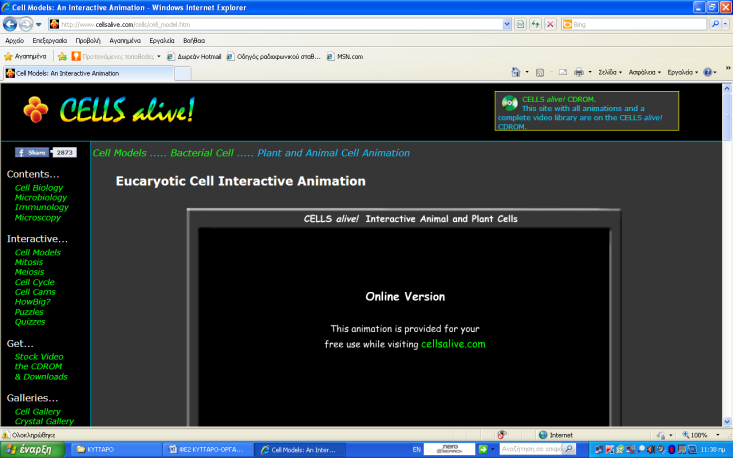 Cell Models: An Interactive Animation - Windows Internet Explorer
http://www.cellsalive.com/cells/cell_model.htm
Bing
Αρχείο Επεξεργασία Προβολή Αγαπημένα Εργαλεία Βοήθεια
Αγαπημένα Προτεινόμενες τοποθεσίες Δωρεάν Hotmail Οδηγός ραδιοφωνικού σταθ... MSN.com
Cell Models: An Interactive Animation
Σελίδα Ασφάλεια Εργαλεία
CELLS alive!
CELLS alive! CDROM.
This site with all animations and a
complete video library are on the CELLS alive!
CDROM.
Share 2873
Cell Models ..... Bacterial Cell ..... Plant and Animal Cell Animation
Contents...
Cell Biology
Microbiology
Immunology
Microscopy
Interactive...
Cell Models
Mitosis
Meiosis
Cell Cycle
Cell Cams
HowBig?
Puzzles
Quizzes
Get...
Stock Video
the CDROM
& Downloads
Galleries...
Cell Gallery
Crystal Gallery
Eucaryotic Cell Interactive Animation
CELLS alive! Interactive Animal and Plant Cells
Online Version
This animation is provided for your
free use while visiting cellsalive.com
Ολοκληρώθηκε
Internet
100%
έναρξη
ΚΥΤΤΑΡΟ
ΦΕ2 ΚΥΤΤΑΡΟ-ΟΡΓΑ...
Cell Models: An Inter...
EN
nero
SEARCH
Αναζήτηση σε
11:38 πμ